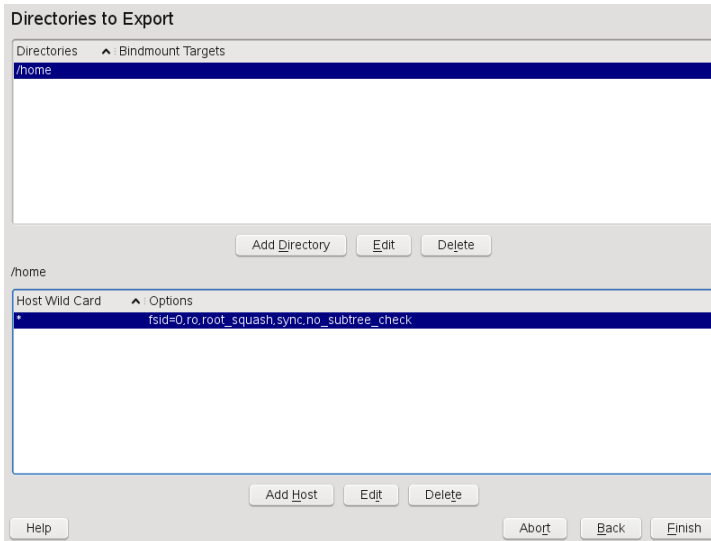 Directories to Export
Directories Bindmount Targets
/home
Add Directory Edit Delete
/home
Host Wild Card Options
* fsid=0,ro,root_squash,sync,no_subtree_check
Add Host Edit Delete
Help Abort Back Finish